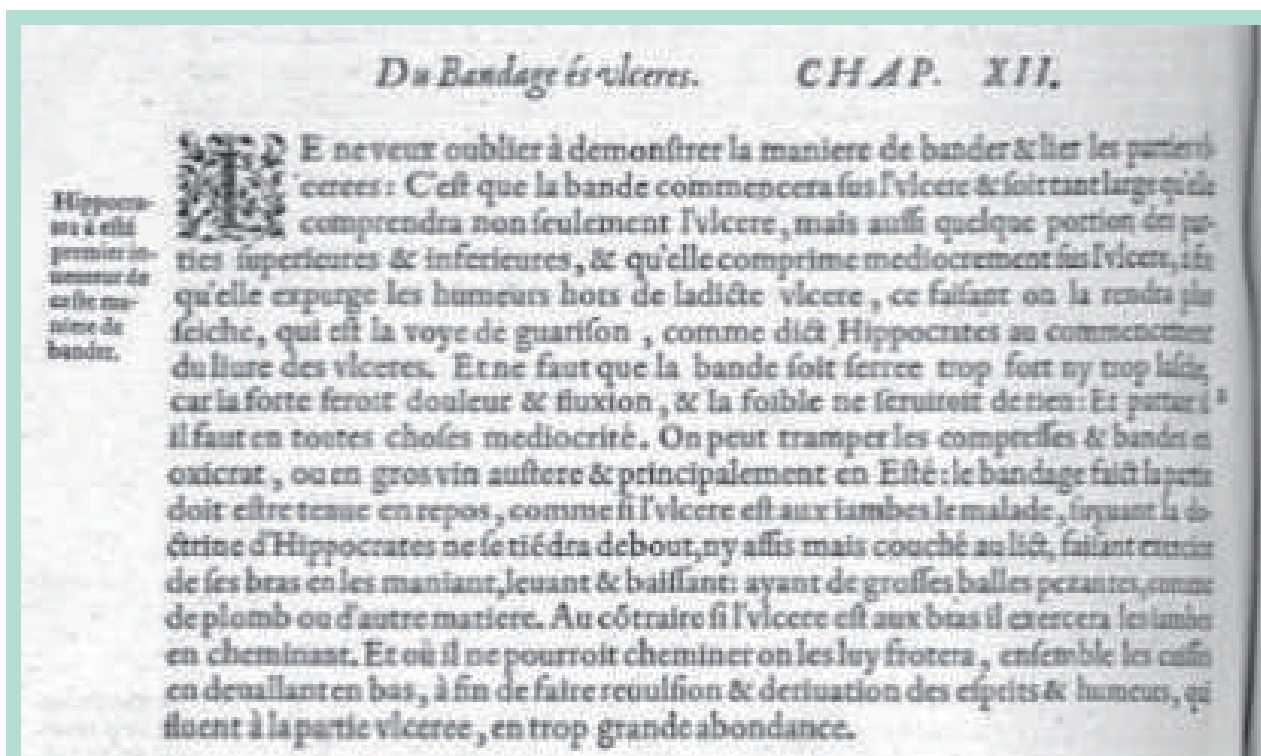 Du Bandage és vlceres. CHAP. XII.
Hippocra-
tes a esté
premier in-
uenteur de
ceste ma-
niere de
bander.
IE ne veux oublier à demonſtrer la maniere de bander & lier les parties vl-
cerees: C'eſt que la bande commencera ſus l'vlcere & ſoit tant large qu'elle
comprendra non ſeulement l'vlcere, mais auſſi quelque portion des par-
ties ſuperieures & inferieures, & qu'elle comprime mediocrement ſus l'vlcere, à fin
qu'elle expurge les humeurs hors de ladicte vlcere, ce faiſant on la rendra plus
ſeiche, qui eſt la voye de guariſon, comme dict Hippocrates au commencement
du liure des vlceres. Et ne faut que la bande ſoit ſerree trop fort ny trop laſche,
car la forte feroit douleur & fluxion, & la foible ne ſeruiroit de rien: Et partant
il faut en toutes choſes mediocrité. On peut tramper les compreſſes & bandes en
oxicrat, ou en gros vin auſtere & principalement en Eſté: le bandage faict la partie
doit eſtre tenue en repos, comme ſi l'vlcere eſt aux iambes le malade, ſuyuant la do-
ctrine d'Hippocrates ne ſe tiẽdra debout, ny aſſis mais couché au lict, faiſant exercice
de ſes bras en les maniant, leuant & baiſſant: ayant de groſſes balles pezantes, comme
de plomb ou d'autre matiere. Au cõtraire ſi l'vlcere eſt aux bras il exercera les iambes
en cheminant. Et où il ne pourroit cheminer on les luy frotera, enſemble les cuiſſes
en deuallant en bas, à fin de faire reuulſion & deriuation des eſprits & humeurs, qui
fluent à la partie vlceree, en trop grande abondance.